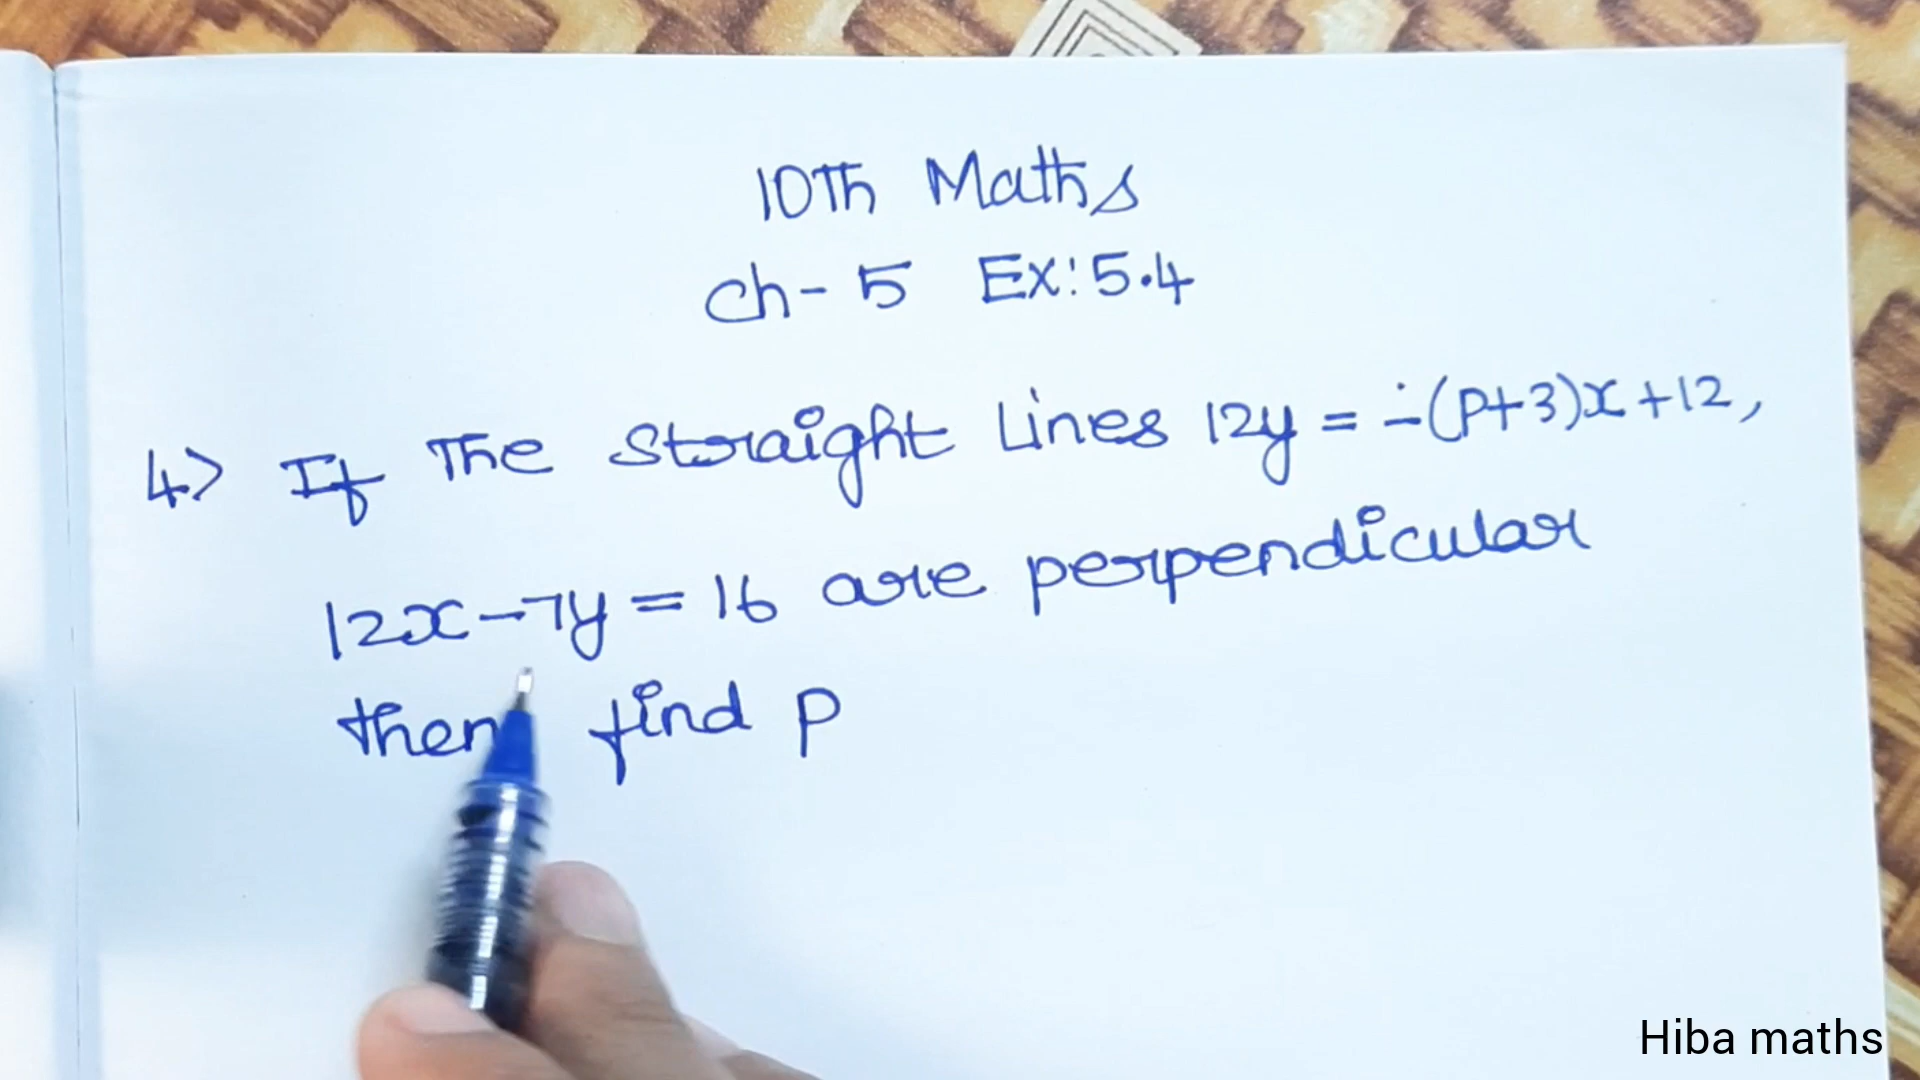 10Th Maths
Ch-5 Ex:5.4
4> If The Straight Lines 12y = -(P+3)x+12,
12x-7y=16 are perpendicular
then find P
Hiba maths